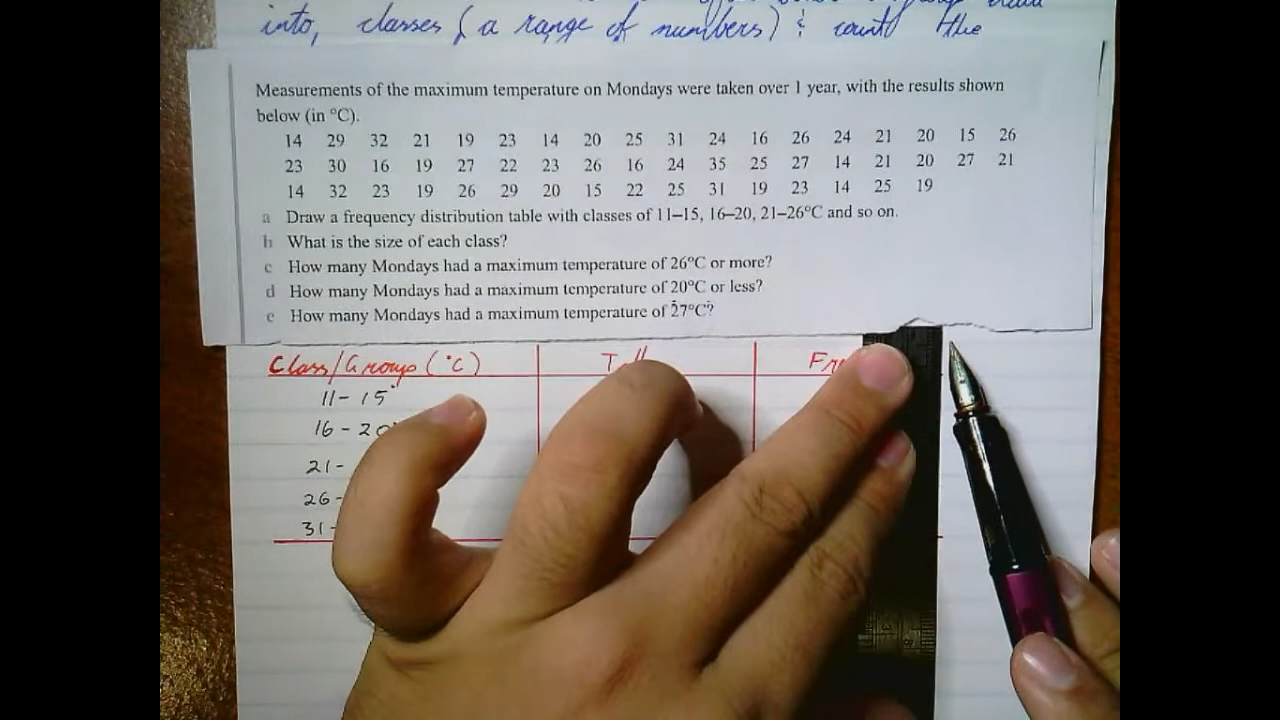 into, classes (a range of numbers) & count the
Measurements of the maximum temperature on Mondays were taken over 1 year, with the results shown
below (in °C).
14 29 32 21 19 23 14 20 25 31 24 16 26 24 21 20 15 26
23 30 16 19 27 22 23 26 16 24 35 25 27 14 21 20 27 21
14 32 23 19 26 29 20 15 22 25 31 19 23 14 25 19
a Draw a frequency distribution table with classes of 11–15, 16–20, 21–26°C and so on.
b What is the size of each class?
c How many Mondays had a maximum temperature of 26°C or more?
d How many Mondays had a maximum temperature of 20°C or less?
e How many Mondays had a maximum temperature of 27°C?
Class/Group (°C)
11 - 15
16 - 20
21 -
26 -
31 -